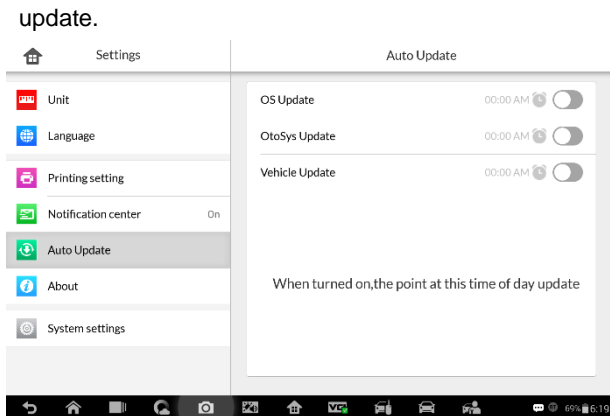 update.
Settings
Auto Update
Unit
OS Update 00:00 AM
Language
OtoSys Update 00:00 AM
Vehicle Update 00:00 AM
Printing setting
Notification center On
Auto Update
About
When turned on,the point at this time of day update
System settings
69% 6:19